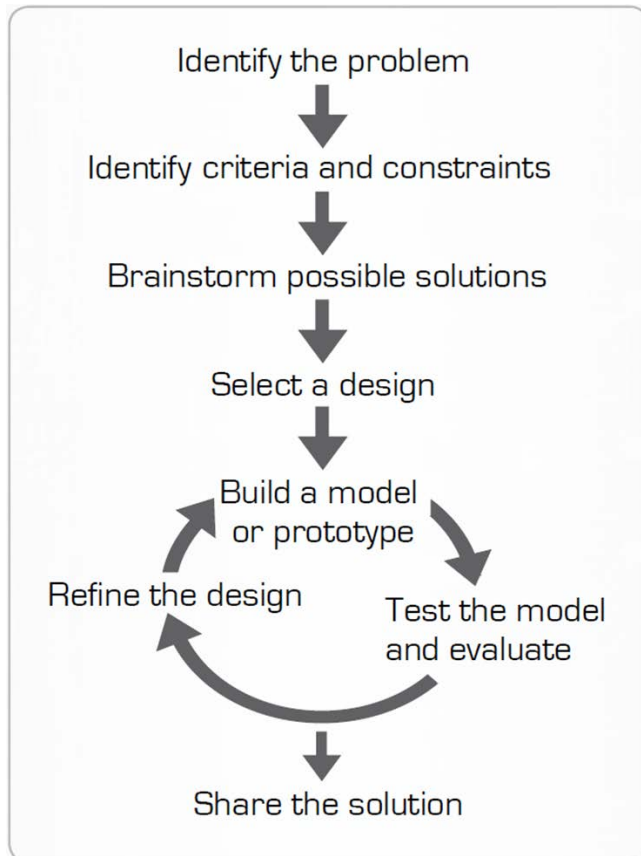 Identify the problem
Identify criteria and constraints
Brainstorm possible solutions
Select a design
Build a model
or prototype
Refine the design
Test the model
and evaluate
Share the solution